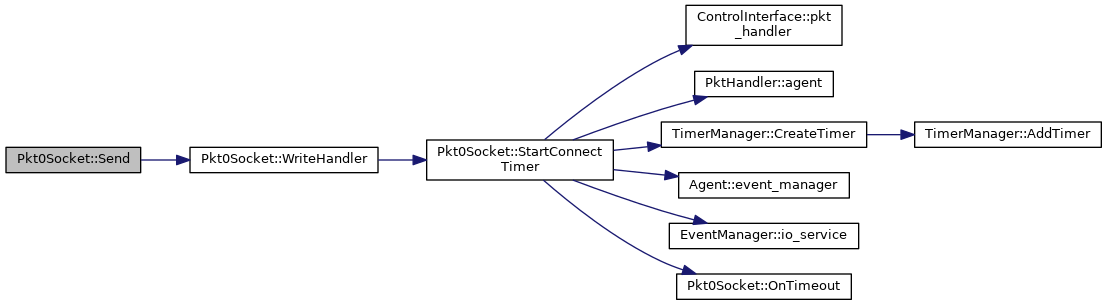 Pkt0Socket::Send
Pkt0Socket::WriteHandler
Pkt0Socket::StartConnect
Timer
ControlInterface::pkt
_handler
PktHandler::agent
TimerManager::CreateTimer
TimerManager::AddTimer
Agent::event_manager
EventManager::io_service
Pkt0Socket::OnTimeout